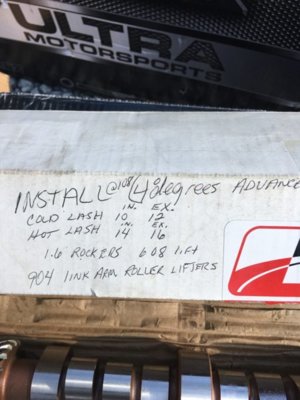 ULTRA
MOTORSPORTS
INSTALL @108/4 degrees ADVANCE
IN. EX.
COLD LASH 10 12
IN. EX.
HOT LASH 14 16
1.6 ROCKERS 608 lift
904 LINK ARM ROLLER LIFTERS